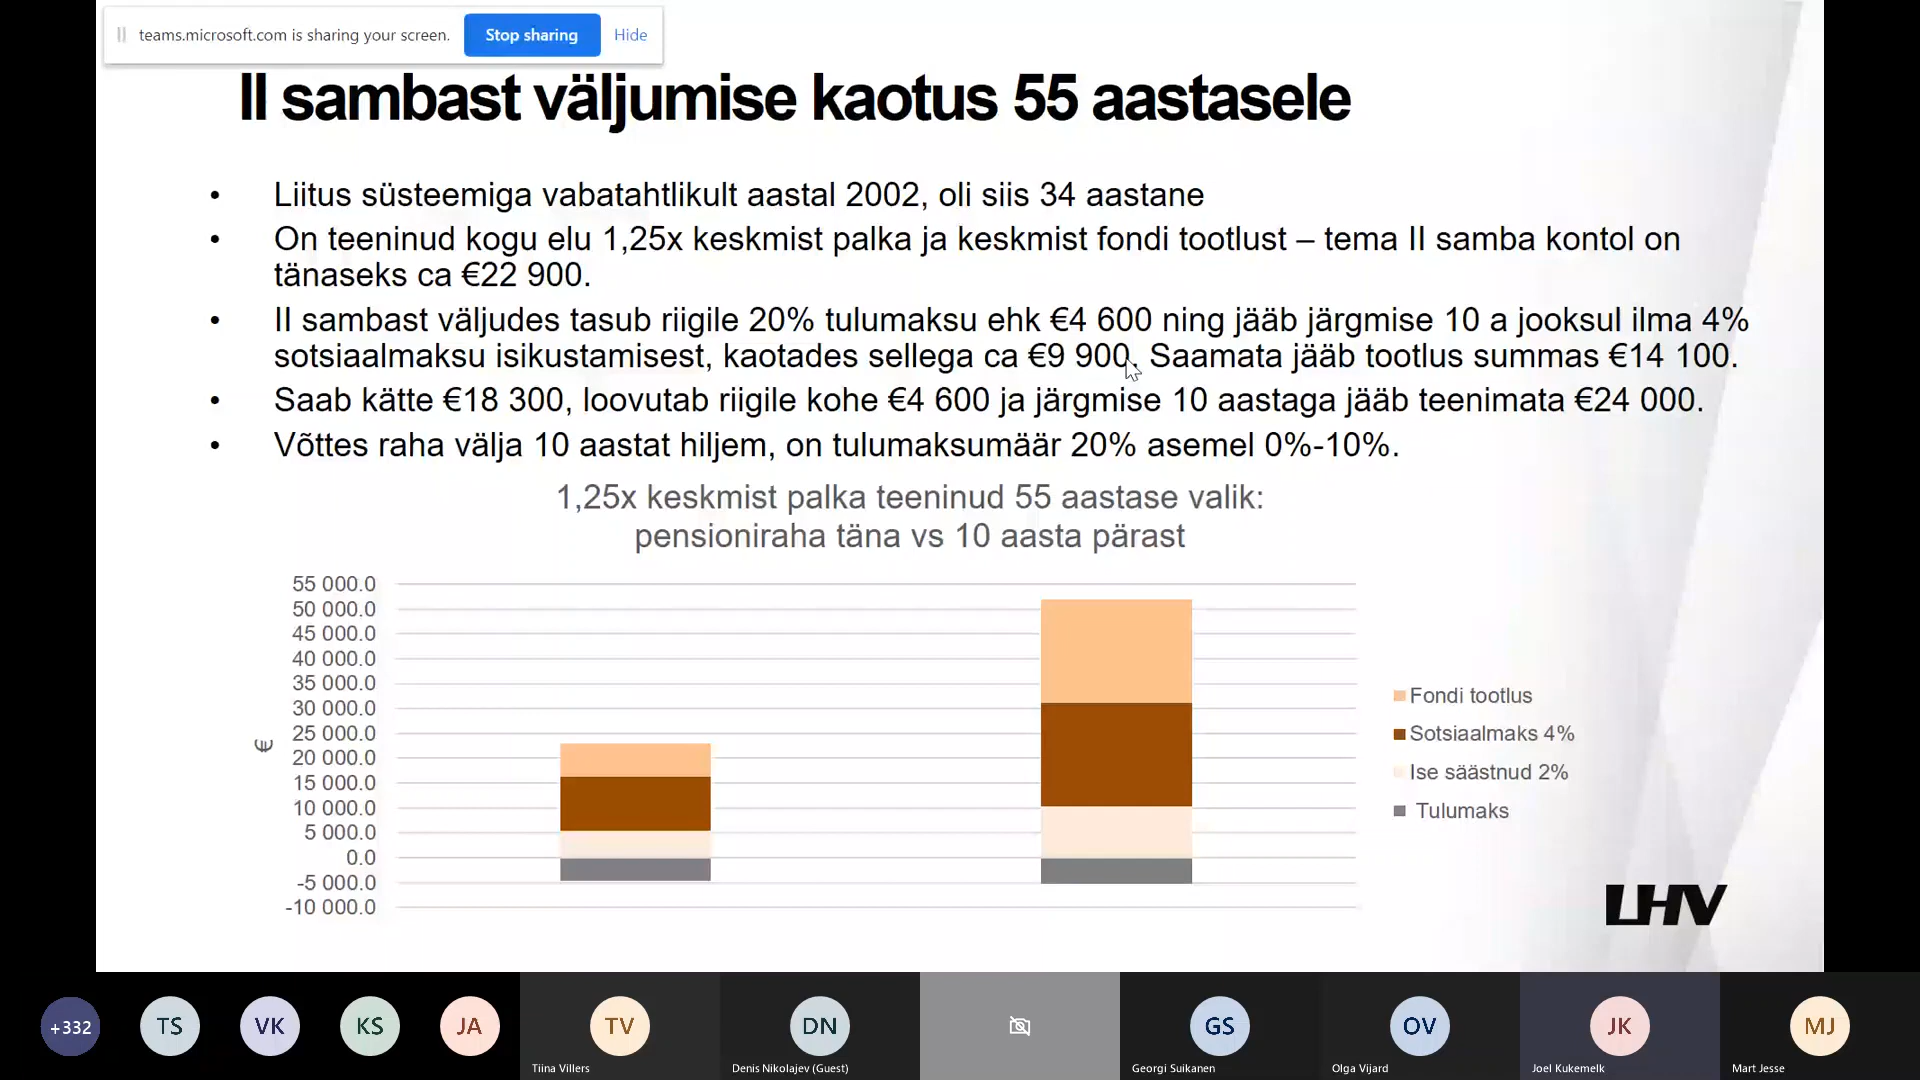 teams.microsoft.com is sharing your screen.
Stop sharing
Hide
II sambast väljumise kaotus 55 aastasele
• Liitus süsteemiga vabatahtlikult aastal 2002, oli siis 34 aastane
• On teeninud kogu elu 1,25x keskmist palka ja keskmist fondi tootlust – tema II samba kontol on
tänaseks ca €22 900.
• II sambast väljudes tasub riigile 20% tulumaksu ehk €4 600 ning jääb järgmise 10 a jooksul ilma 4%
sotsiaalmaksu isikustamisest, kaotades sellega ca €9 900. Saamata jääb tootlus summas €14 100.
• Saab kätte €18 300, loovutab riigile kohe €4 600 ja järgmise 10 aastaga jääb teenimata €24 000.
• Võttes raha välja 10 aastat hiljem, on tulumaksumäär 20% asemel 0%-10%.
1,25x keskmist palka teeninud 55 aastase valik:
pensioniraha täna vs 10 aasta pärast
55 000.0
50 000.0
45 000.0
40 000.0
35 000.0
30 000.0
25 000.0
20 000.0
15 000.0
10 000.0
5 000.0
0.0
-5 000.0
-10 000.0
€
Fondi tootlus
Sotsiaalmaks 4%
Ise säästnud 2%
Tulumaks
LHV
+332
TS
VK
KS
JA
TV
DN
GS
OV
JK
MJ
Tiina Villers
Denis Nikolajev (Guest)
Georgi Suikanen
Olga Vijard
Joel Kukemelk
Mart Jesse